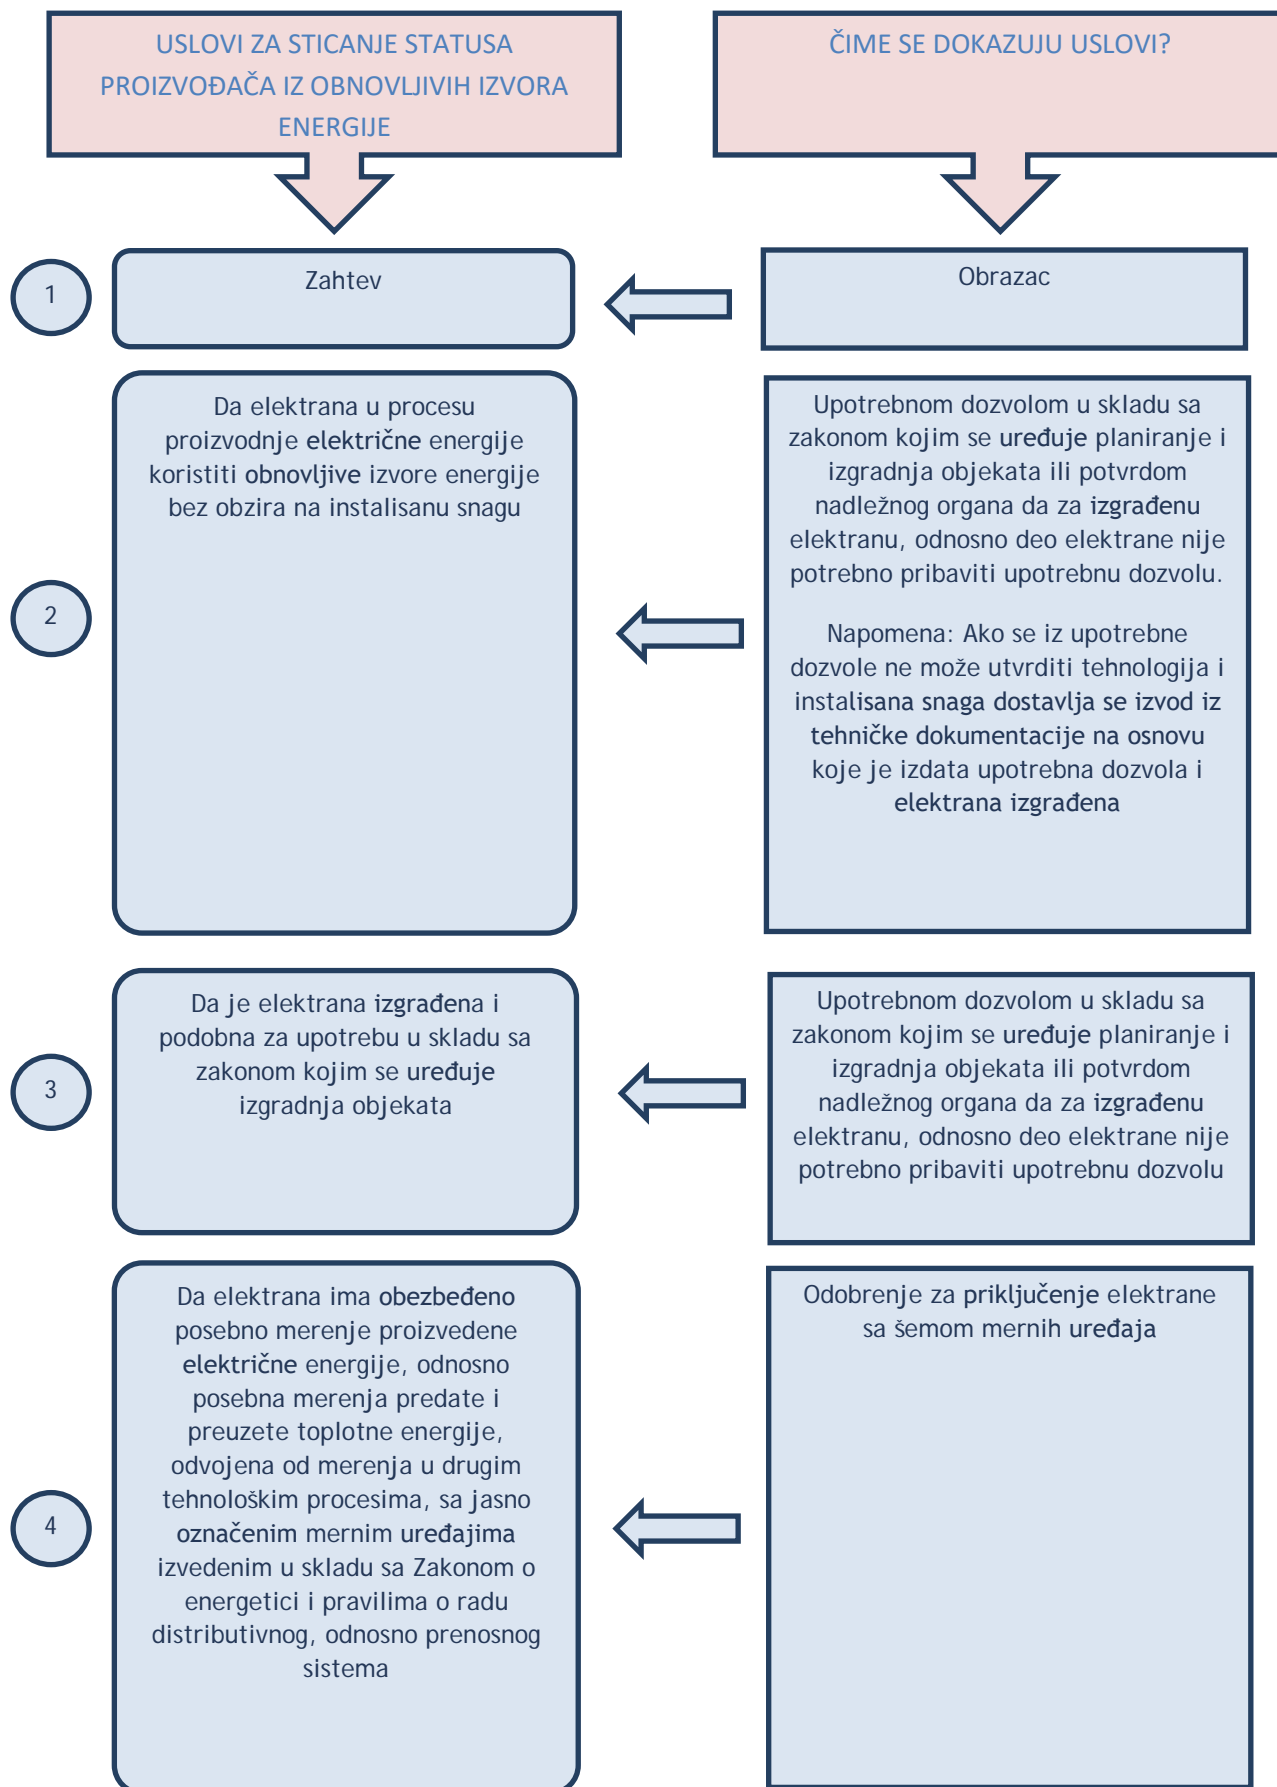 USLOVI ZA STICANJE STATUSA
PROIZVOĐAČA IZ OBNOVLJIVIH IZVORA
ENERGIJE
ČIME SE DOKAZUJU USLOVI?
1
Zahtev
Obrazac
2
Da elektrana u procesu
proizvodnje električne energije
koristiti obnovljive izvore energije
bez obzira na instalisanu snagu
Upotrebnom dozvolom u skladu sa
zakonom kojim se uređuje planiranje i
izgradnja objekata ili potvrdom
nadležnog organa da za izgrađenu
elektranu, odnosno deo elektrane nije
potrebno pribaviti upotrebnu dozvolu.
Napomena: Ako se iz upotrebne
dozvole ne može utvrditi tehnologija i
instalisana snaga dostavlja se izvod iz
tehničke dokumentacije na osnovu
koje je izdata upotrebna dozvola i
elektrana izgrađena
3
Da je elektrana izgrađena i
podobna za upotrebu u skladu sa
zakonom kojim se uređuje
izgradnja objekata
Upotrebnom dozvolom u skladu sa
zakonom kojim se uređuje planiranje i
izgradnja objekata ili potvrdom
nadležnog organa da za izgrađenu
elektranu, odnosno deo elektrane nije
potrebno pribaviti upotrebnu dozvolu
4
Da elektrana ima obezbeđeno
posebno merenje proizvedene
električne energije, odnosno
posebna merenja predate i
preuzete toplotne energije,
odvojena od merenja u drugim
tehnološkim procesima, sa jasno
označenim mernim uređajima
izvedenim u skladu sa Zakonom o
energetici i pravilima o radu
distributivnog, odnosno prenosnog
sistema
Odobrenje za priključenje elektrane
sa šemom mernih uređaja